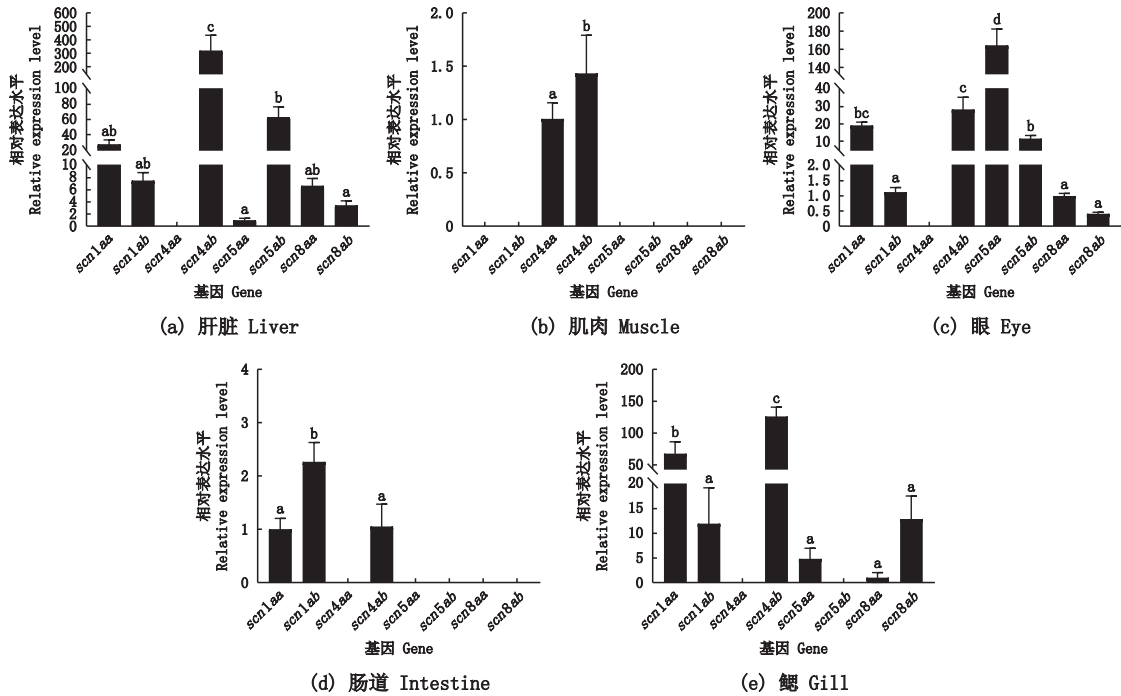 600
500
400
300
200
100
100
80
60
40
20
10
8
6
4
2
0
相对表达水平
Relative expression level
ab
ab
c
a
b
ab
a
scn1aa
scn1ab
scn4aa
scn4ab
scn5aa
scn5ab
scn8aa
scn8ab
基因 Gene
(a) 肝脏 Liver
2.0
1.5
1.0
0.5
0
相对表达水平
Relative expression level
a
b
scn1aa
scn1ab
scn4aa
scn4ab
scn5aa
scn5ab
scn8aa
scn8ab
基因 Gene
(b) 肌肉 Muscle
200
180
160
140
60
40
20
10
2.0
1.5
1.0
0.5
0
相对表达水平
Relative expression level
bc
a
c
d
b
a
a
scn1aa
scn1ab
scn4aa
scn4ab
scn5aa
scn5ab
scn8aa
scn8ab
基因 Gene
(c) 眼 Eye
4
3
2
1
0
相对表达水平
Relative expression level
a
b
a
scn1aa
scn1ab
scn4aa
scn4ab
scn5aa
scn5ab
scn8aa
scn8ab
基因 Gene
(d) 肠道 Intestine
200
150
100
50
20
15
10
5
0
相对表达水平
Relative expression level
b
a
c
a
a
a
scn1aa
scn1ab
scn4aa
scn4ab
scn5aa
scn5ab
scn8aa
scn8ab
基因 Gene
(e) 鳃 Gill